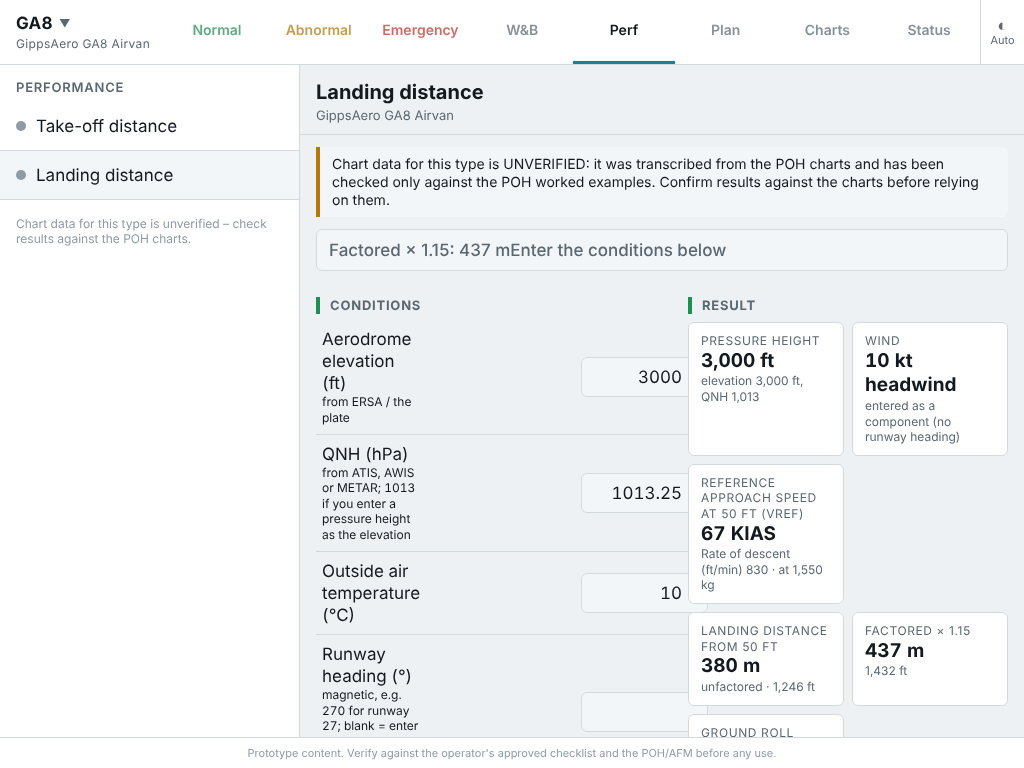 GA8 ▼
GippsAero GA8 Airvan
Normal
Abnormal
Emergency
W&B
Perf
Plan
Charts
Status
Auto
PERFORMANCE
Take-off distance
Landing distance
Chart data for this type is unverified – check
results against the POH charts.
Landing distance
GippsAero GA8 Airvan
Chart data for this type is UNVERIFIED: it was transcribed from the POH charts and has been
checked only against the POH worked examples. Confirm results against the charts before relying
on them.
Factored × 1.15: 437 mEnter the conditions below
CONDITIONS
Aerodrome
elevation
(ft)
from ERSA / the
plate
3000
QNH (hPa)
from ATIS, AWIS
or METAR; 1013
if you enter a
pressure height
as the elevation
1013.25
Outside air
temperature
(°C)
10
Runway
heading (°)
magnetic, e.g.
270 for runway
27; blank = enter
RESULT
PRESSURE HEIGHT
3,000 ft
elevation 3,000 ft,
QNH 1,013
WIND
10 kt
headwind
entered as a
component (no
runway heading)
REFERENCE
APPROACH SPEED
AT 50 FT (VREF)
67 KIAS
Rate of descent
(ft/min) 830 · at 1,550
kg
LANDING DISTANCE
FROM 50 FT
380 m
unfactored · 1,246 ft
FACTORED × 1.15
437 m
1,432 ft
GROUND ROLL
Prototype content. Verify against the operator's approved checklist and the POH/AFM before any use.